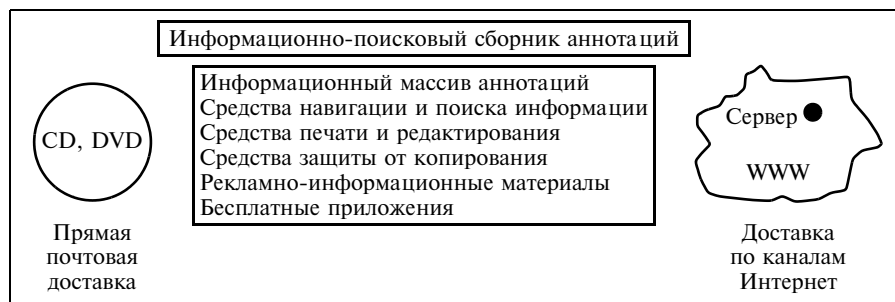 Информационно-поисковый сборник аннотаций
Информационный массив аннотаций
Средства навигации и поиска информации
Средства печати и редактирования
Средства защиты от копирования
Рекламно-информационные материалы
Бесплатные приложения
CD, DVD
Прямая
почтовая
доставка
Сервер
WWW
Доставка
по каналам
Интернет